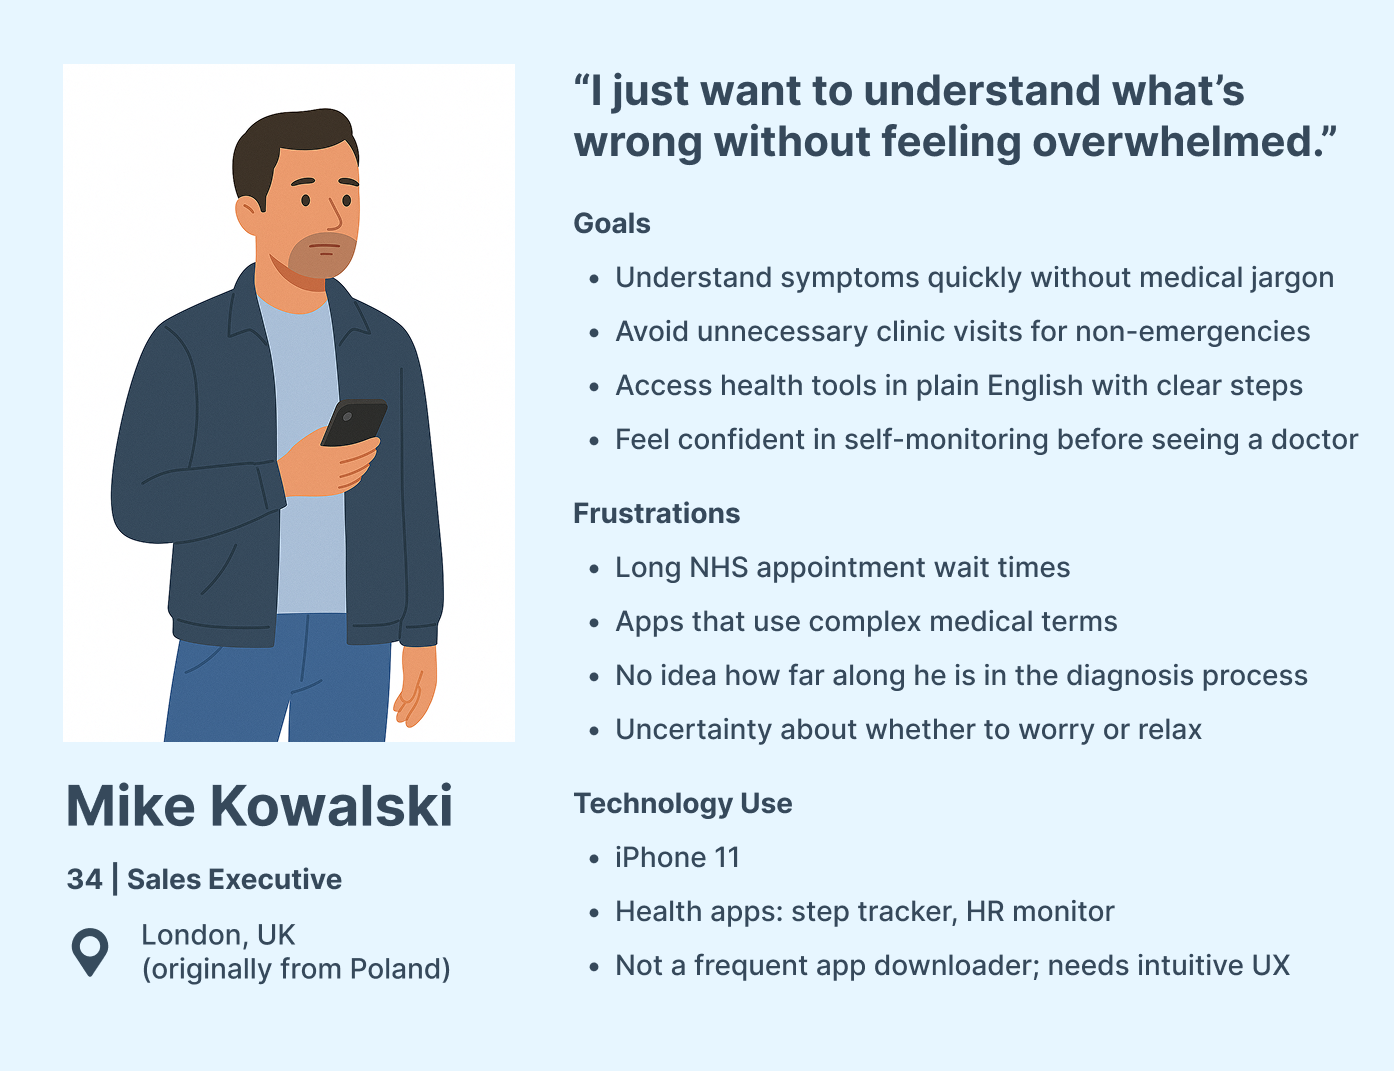 “I just want to understand what’s
wrong without feeling overwhelmed.”
Goals
• Understand symptoms quickly without medical jargon
• Avoid unnecessary clinic visits for non-emergencies
• Access health tools in plain English with clear steps
• Feel confident in self-monitoring before seeing a doctor
Frustrations
• Long NHS appointment wait times
• Apps that use complex medical terms
• No idea how far along he is in the diagnosis process
• Uncertainty about whether to worry or relax
Technology Use
• iPhone 11
• Health apps: step tracker, HR monitor
• Not a frequent app downloader; needs intuitive UX
Mike Kowalski
34 | Sales Executive
London, UK
(originally from Poland)